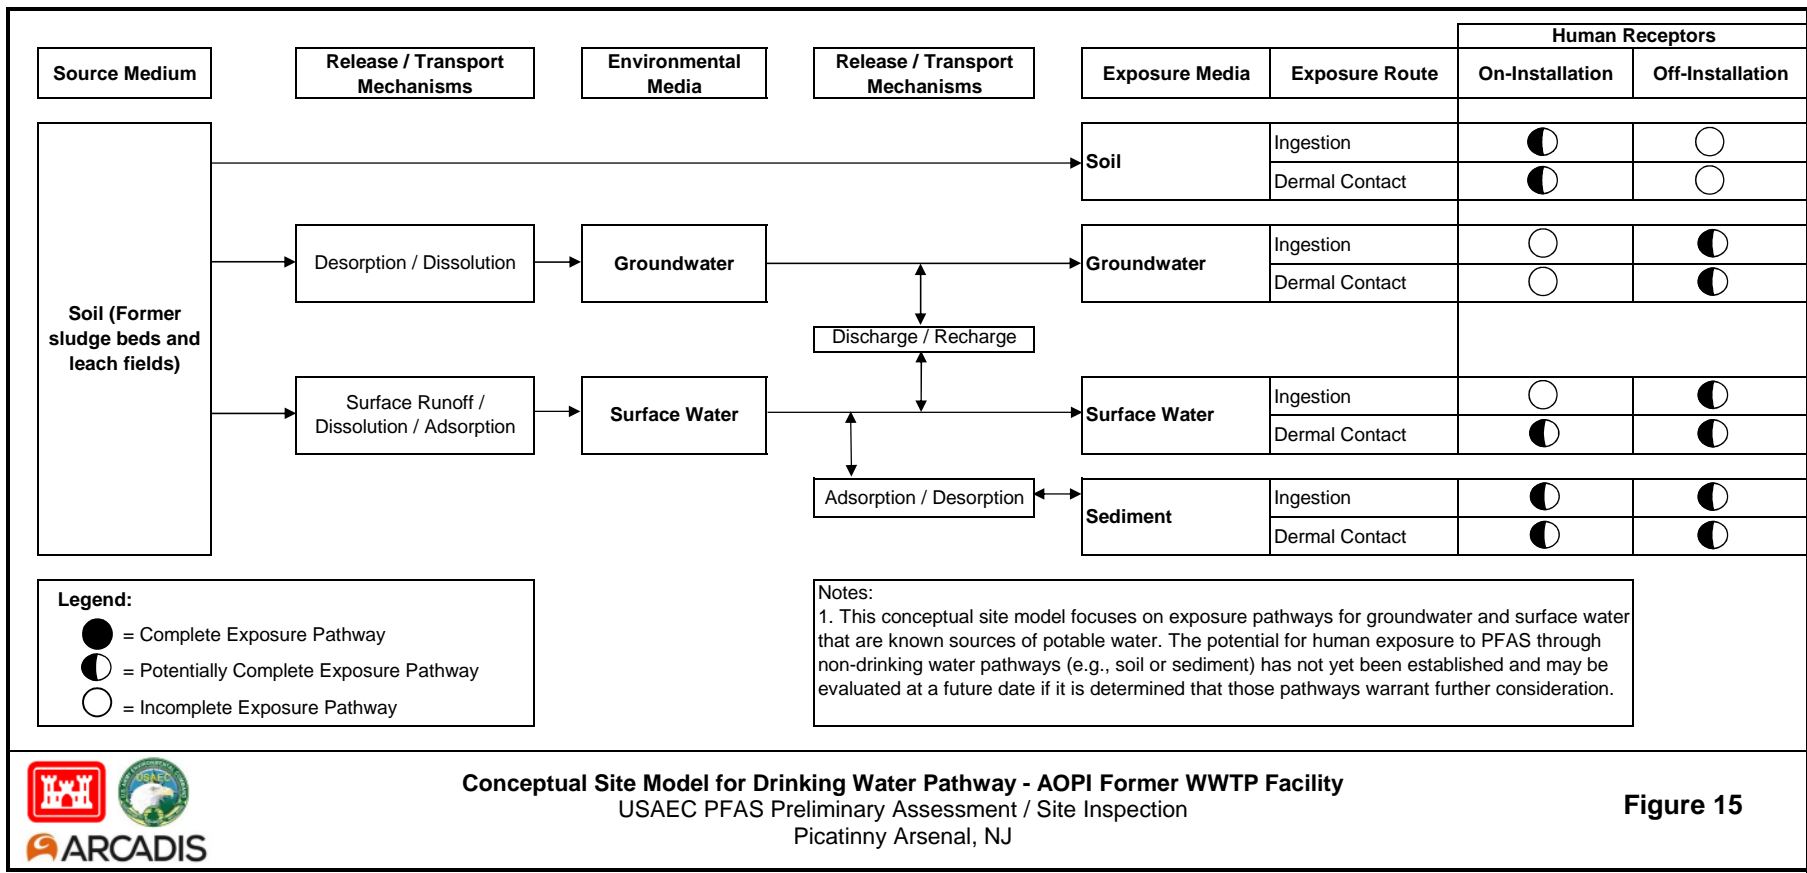 Human Receptors
Source Medium
Release / Transport
Mechanisms
Environmental
Media
Release / Transport
Mechanisms
Exposure Media
Exposure Route
On-Installation
Off-Installation
Soil (Former
sludge beds and
leach fields)
Soil
Ingestion
Dermal Contact
Desorption / Dissolution
Groundwater
Groundwater
Ingestion
Dermal Contact
Discharge / Recharge
Surface Runoff /
Dissolution / Adsorption
Surface Water
Surface Water
Ingestion
Dermal Contact
Adsorption / Desorption
Sediment
Ingestion
Dermal Contact
Legend:
= Complete Exposure Pathway
= Potentially Complete Exposure Pathway
= Incomplete Exposure Pathway
Notes:
1. This conceptual site model focuses on exposure pathways for groundwater and surface water
that are known sources of potable water. The potential for human exposure to PFAS through
non-drinking water pathways (e.g., soil or sediment) has not yet been established and may be
evaluated at a future date if it is determined that those pathways warrant further consideration.
USAEC
ARCADIS
Conceptual Site Model for Drinking Water Pathway - AOPI Former WWTP Facility
USAEC PFAS Preliminary Assessment / Site Inspection
Picatinny Arsenal, NJ
Figure 15